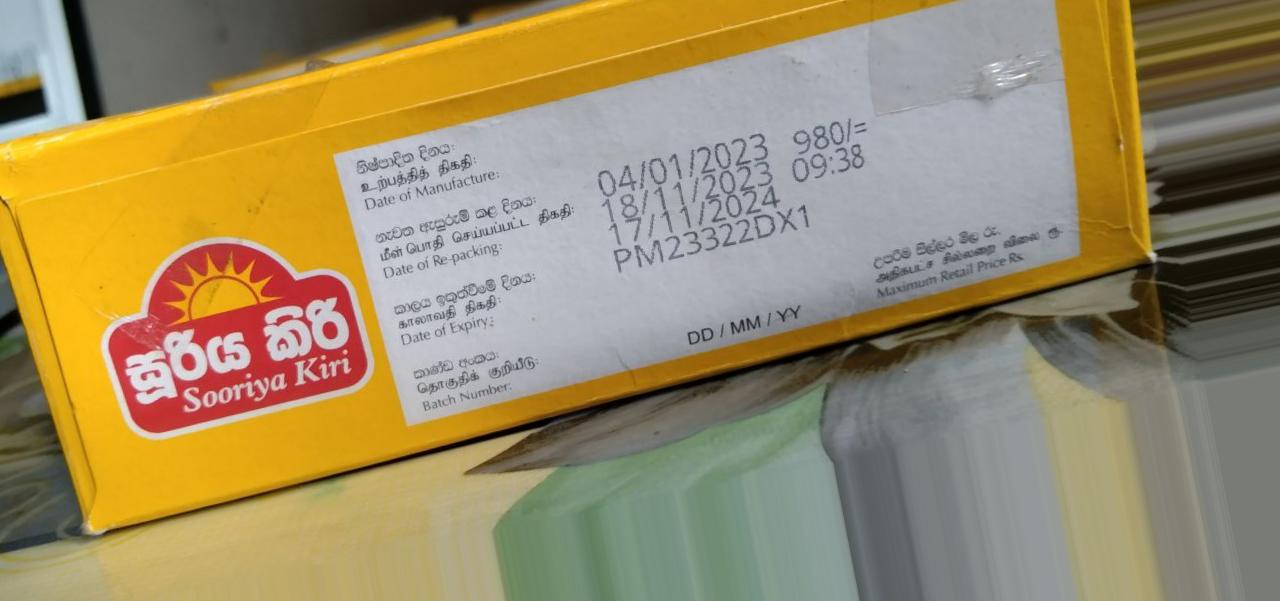 නිෂ්පාදිත දිනය:
உற்பத்தித் திகதி:
Date of Manufacture:
නැවත ඇසුරුම් කළ දිනය:
மீள் பொதி செய்யப்பட்ட திகதி:
Date of Re-packing:
කාලය ඉකුත්වීමේ දිනය:
காலாவதி திகதி:
Date of Expiry:
කාණ්ඩ අංකය:
தொகுதிக் குறியீடு:
Batch Number:
04/01/2023 980/=
18/11/2023 09:38
17/11/2024
PM23322DX1
DD / MM / YY
උපරිම සිල්ලර මිල රු.
அதிகபட்ச சில்லறை விலை ரூ.
Maximum Retail Price Rs.
සූරිය කිරි
Sooriya Kiri